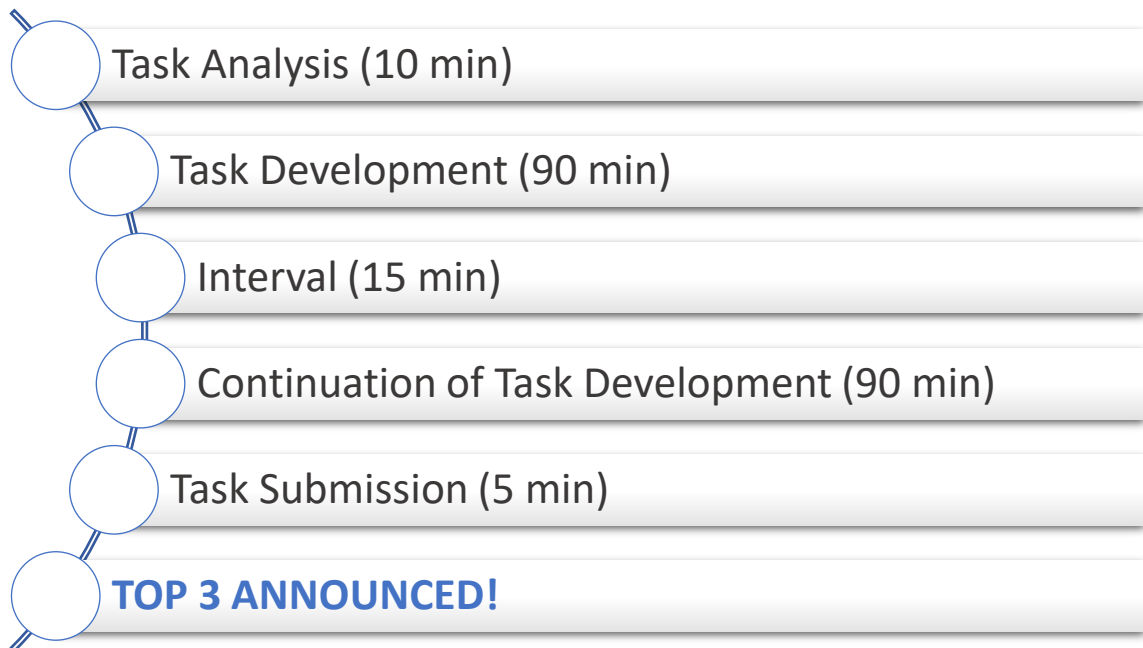 Task Analysis (10 min)
Task Development (90 min)
Interval (15 min)
Continuation of Task Development (90 min)
Task Submission (5 min)
TOP 3 ANNOUNCED!